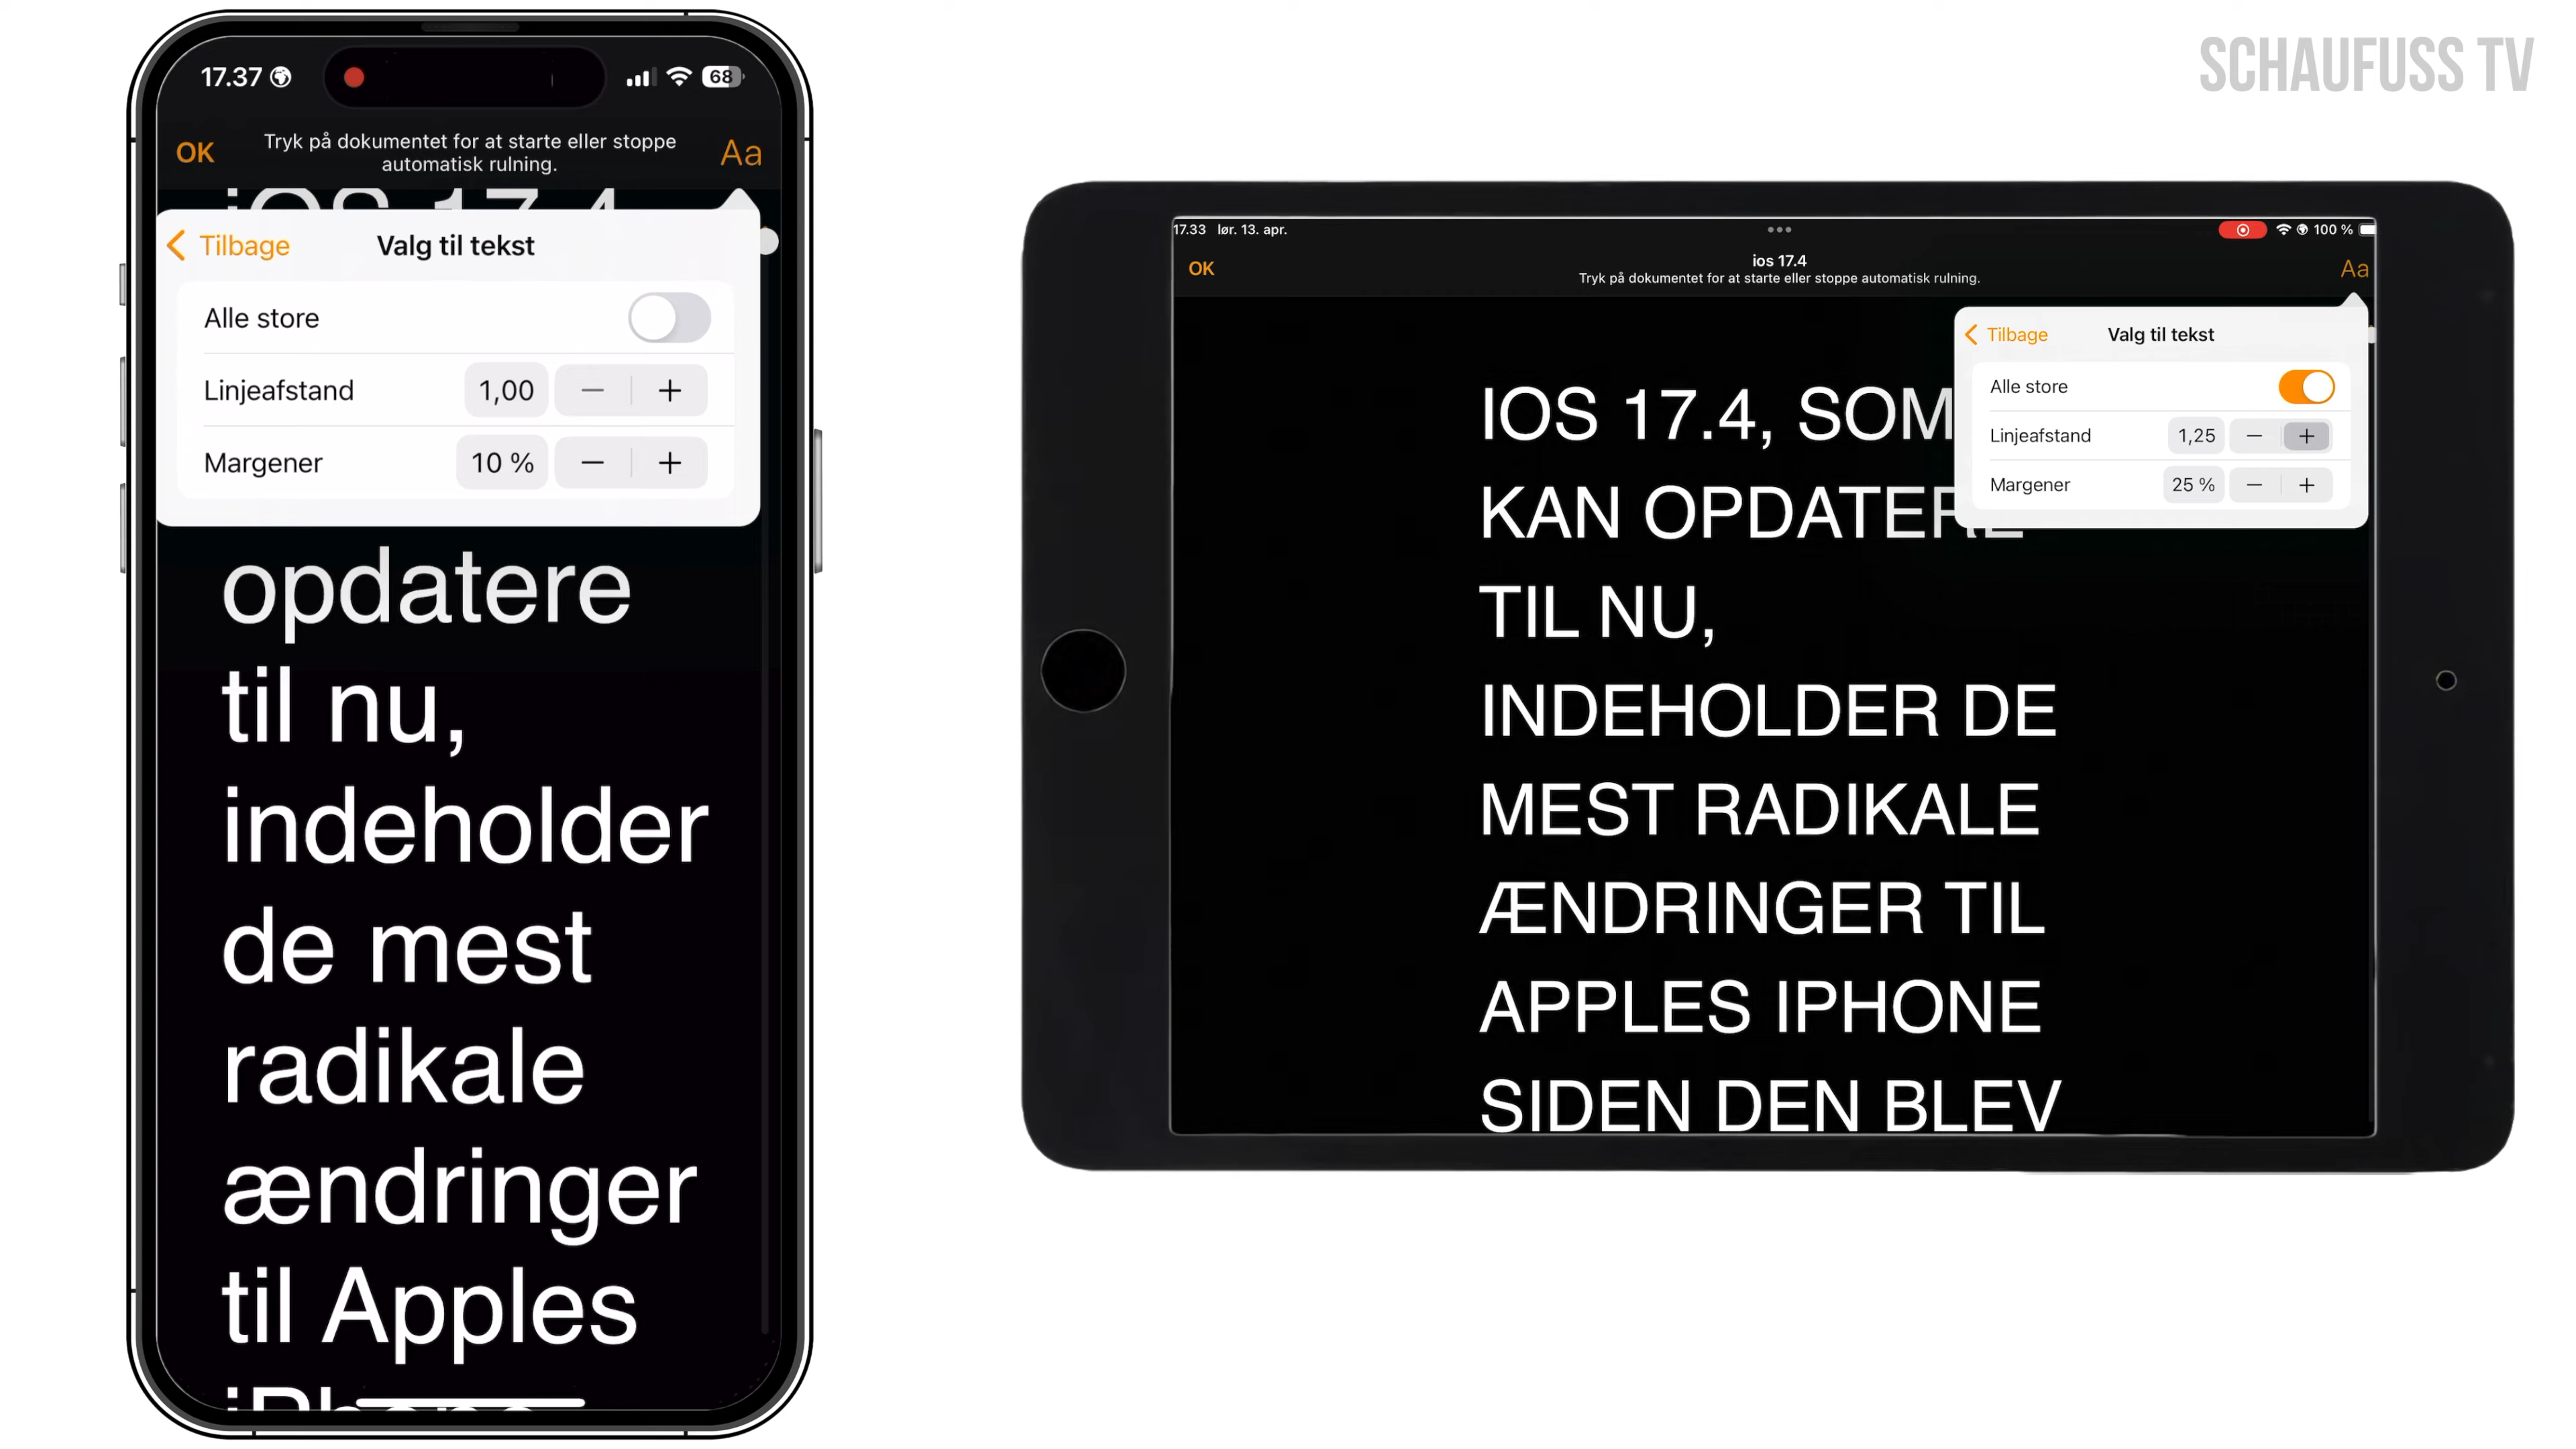 SCHAUFUSS TV
17.37
68
OK
Tryk på dokumentet for at starte eller stoppe
automatisk rulning.
Aa
iOS 17.4
Tilbage
Valg til tekst
Alle store
Linjeafstand 1,00 − +
Margener 10 % − +
opdatere
til nu,
indeholder
de mest
radikale
ændringer
til Apples
iPhone
17.33 lør. 13. apr.
100 %
OK
ios 17.4
Tryk på dokumentet for at starte eller stoppe automatisk rulning.
Aa
Tilbage
Valg til tekst
Alle store
Linjeafstand 1,25 − +
Margener 25 % − +
IOS 17.4, SOM
KAN OPDATERE
TIL NU,
INDEHOLDER DE
MEST RADIKALE
ÆNDRINGER TIL
APPLES IPHONE
SIDEN DEN BLEV